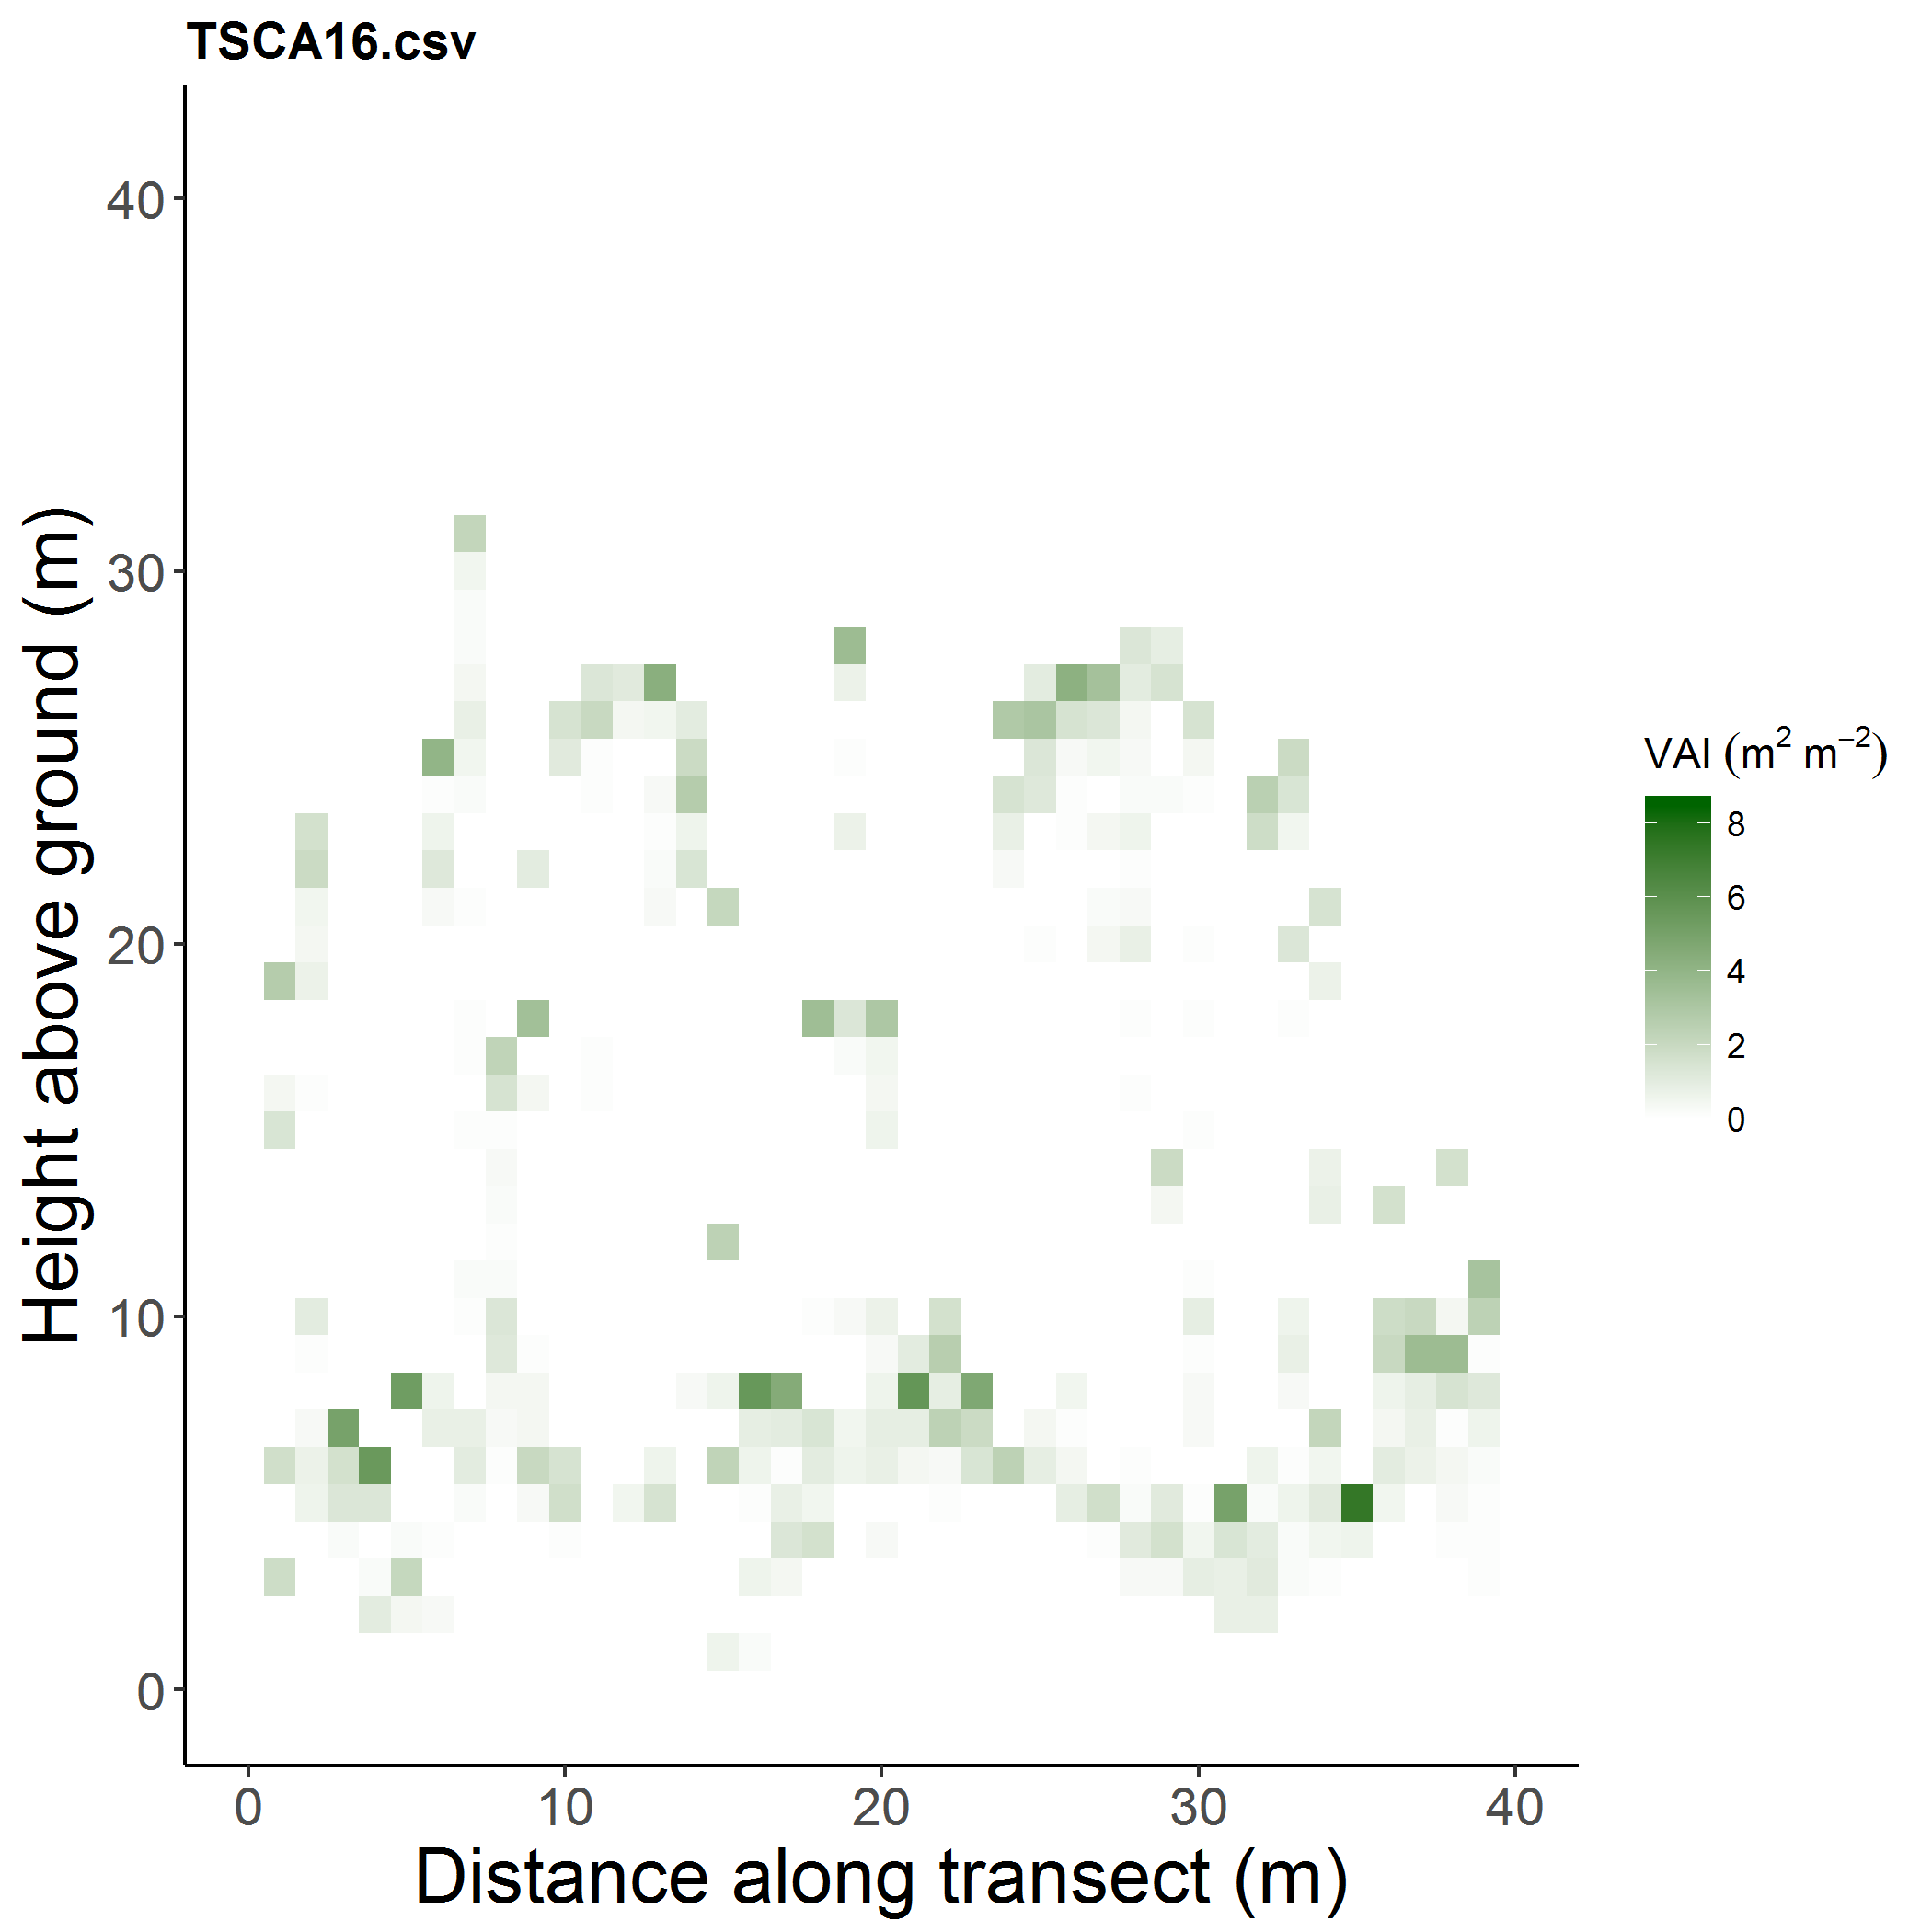 TSCA16.csv
Height above ground (m)
40
30
20
10
0
0 10 20 30 40
Distance along transect (m)
VAI (m² m⁻²)
8
6
4
2
0